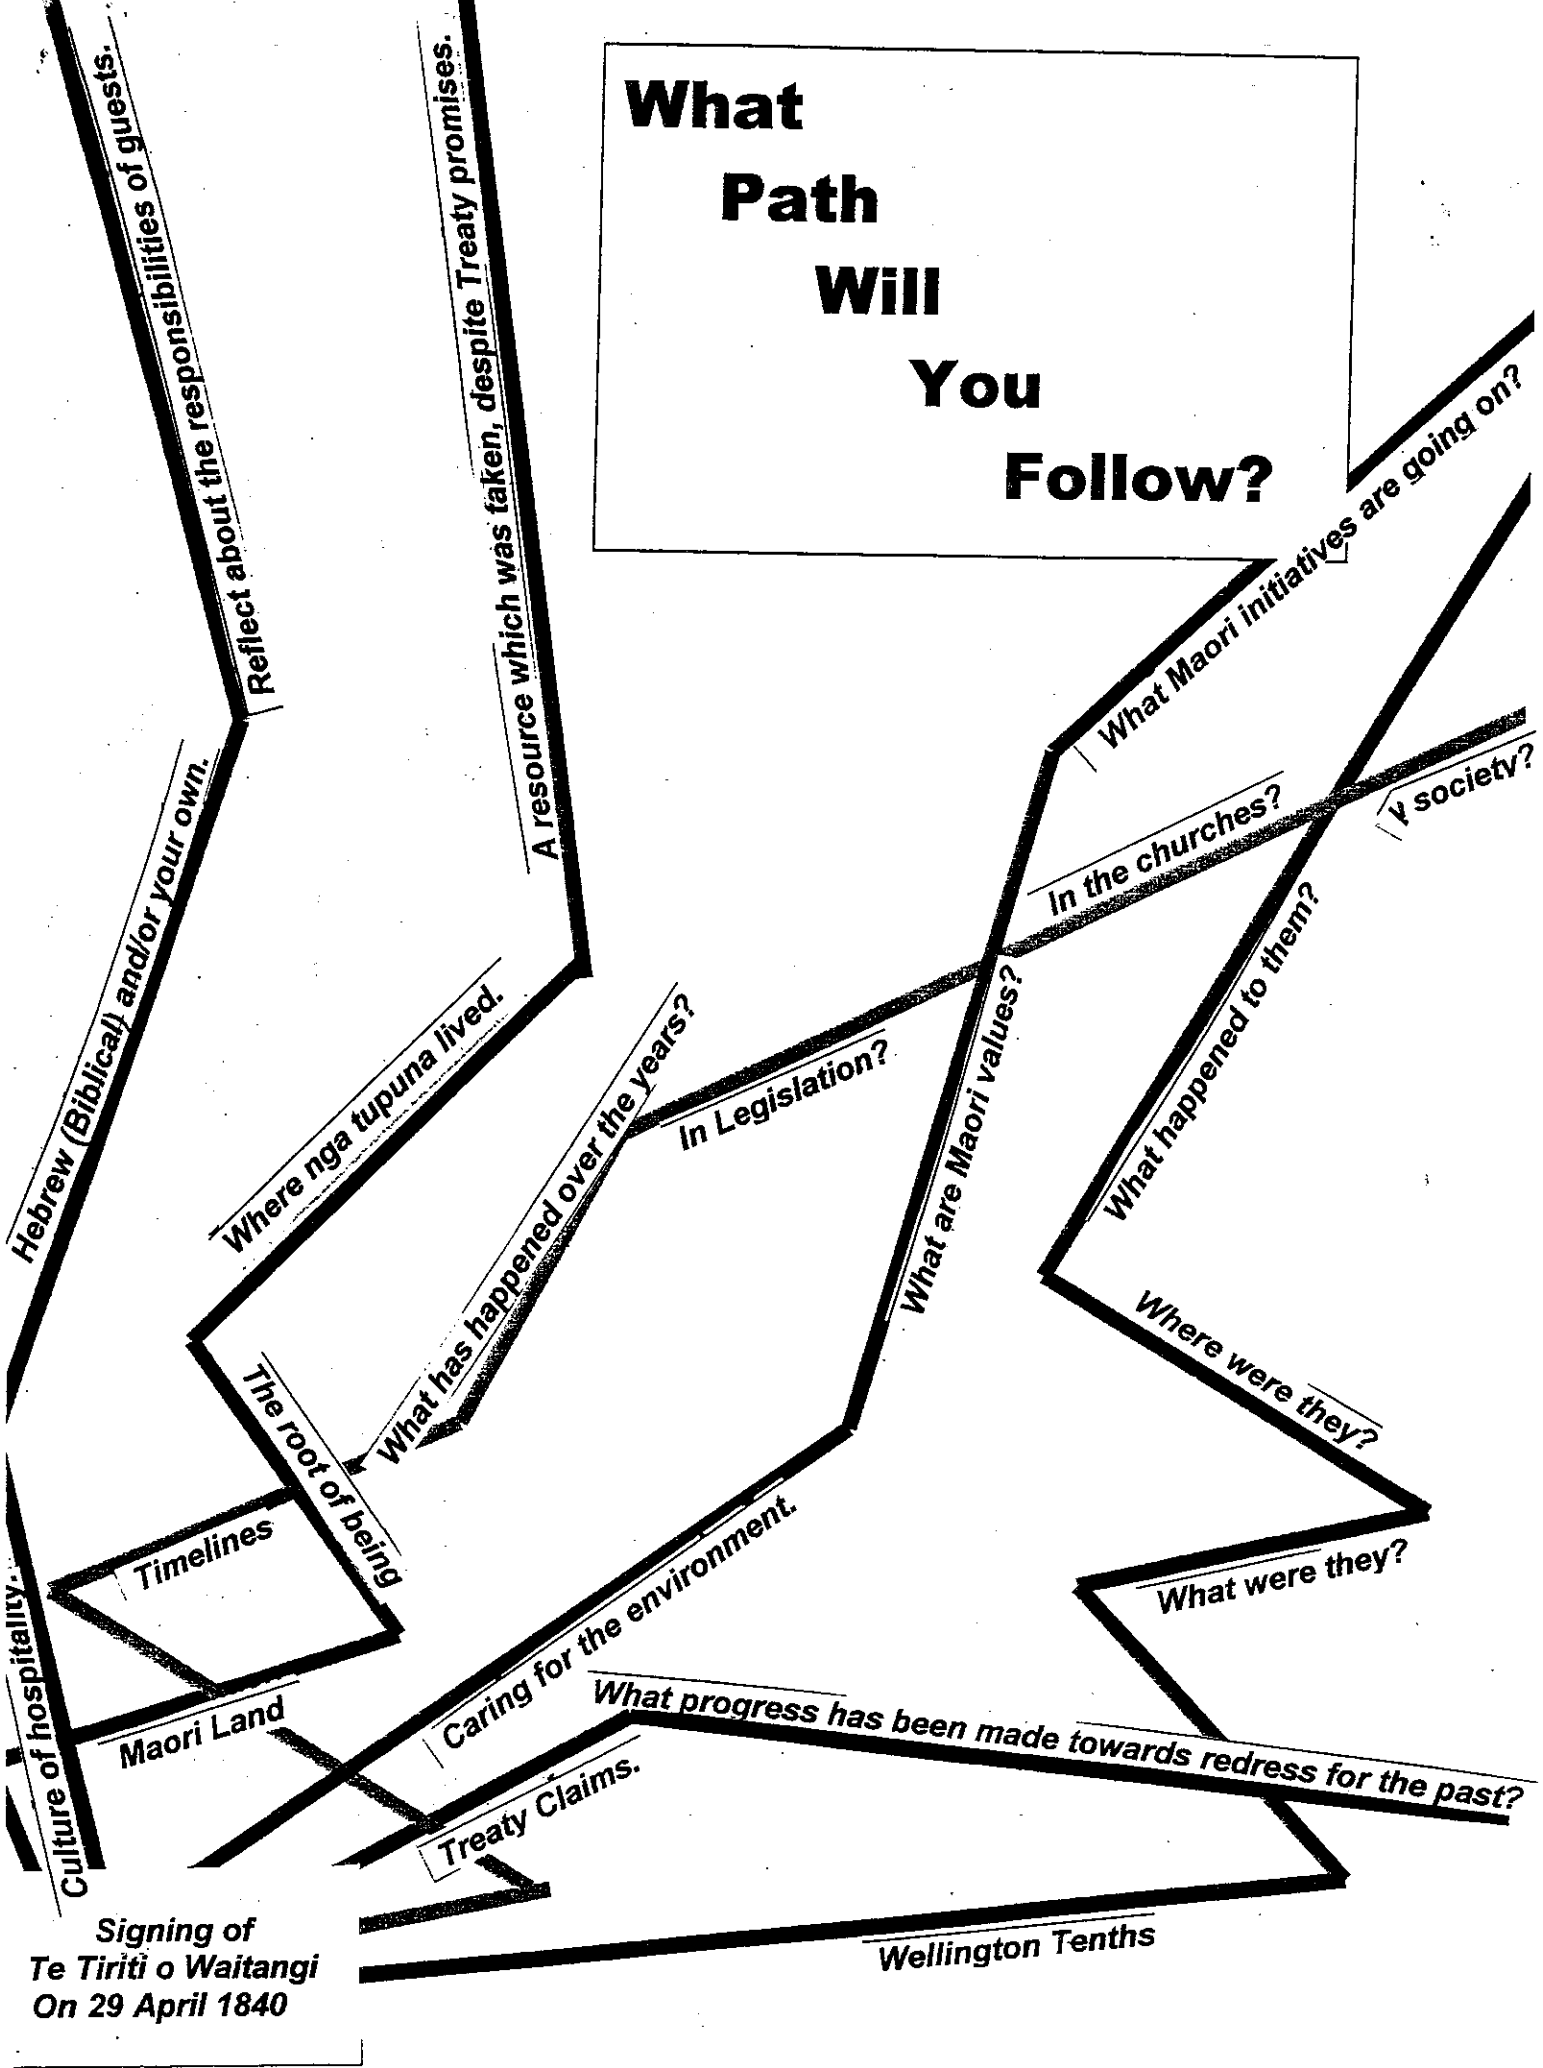 What
Path
Will
You
Follow?
Reflect about the responsibilities of guests.
A resource which was taken, despite Treaty promises.
What Maori initiatives are going on?
Hebrew (Biblical) and/or your own.
In the churches?
society?
Where nga tupuna lived.
What has happened over the years?
In Legislation?
What are Maori values?
What happened to them?
Where were they?
The root of being
Timelines
What were they?
Caring for the environment.
Culture of hospitality.
Maori Land
What progress has been made towards redress for the past?
Treaty Claims.
Wellington Tenths
Signing of
Te Tiriti o Waitangi
On 29 April 1840